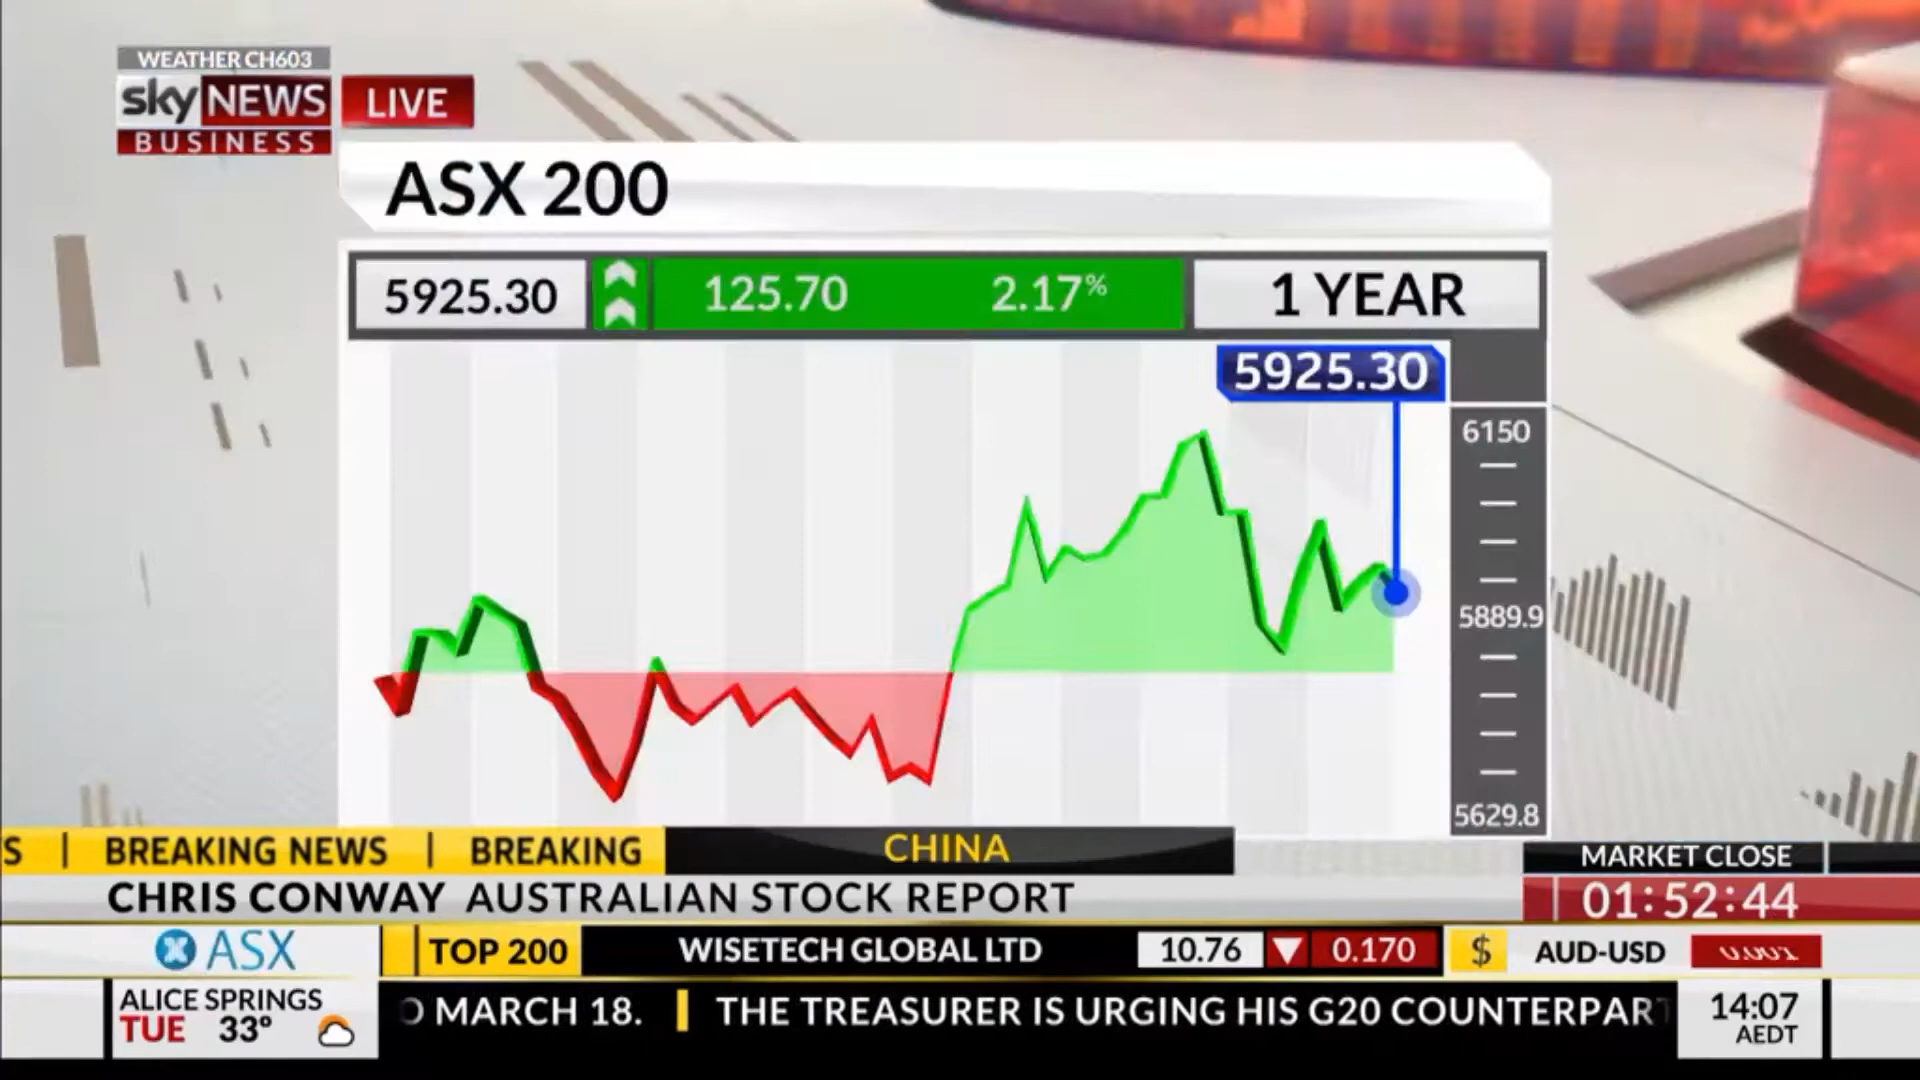 WEATHER CH603
sky NEWS
LIVE
BUSINESS
ASX 200
5925.30 125.70 2.17% 1 YEAR
5925.30
6150
5889.9
5629.8
S | BREAKING NEWS | BREAKING
CHINA
MARKET CLOSE
CHRIS CONWAY AUSTRALIAN STOCK REPORT
01:52:44
ASX
TOP 200
WISETECH GLOBAL LTD 10.76 0.170
$ AUD-USD
ALICE SPRINGS
TUE 33°
MARCH 18. | THE TREASURER IS URGING HIS G20 COUNTERPAR
14:07
AEDT